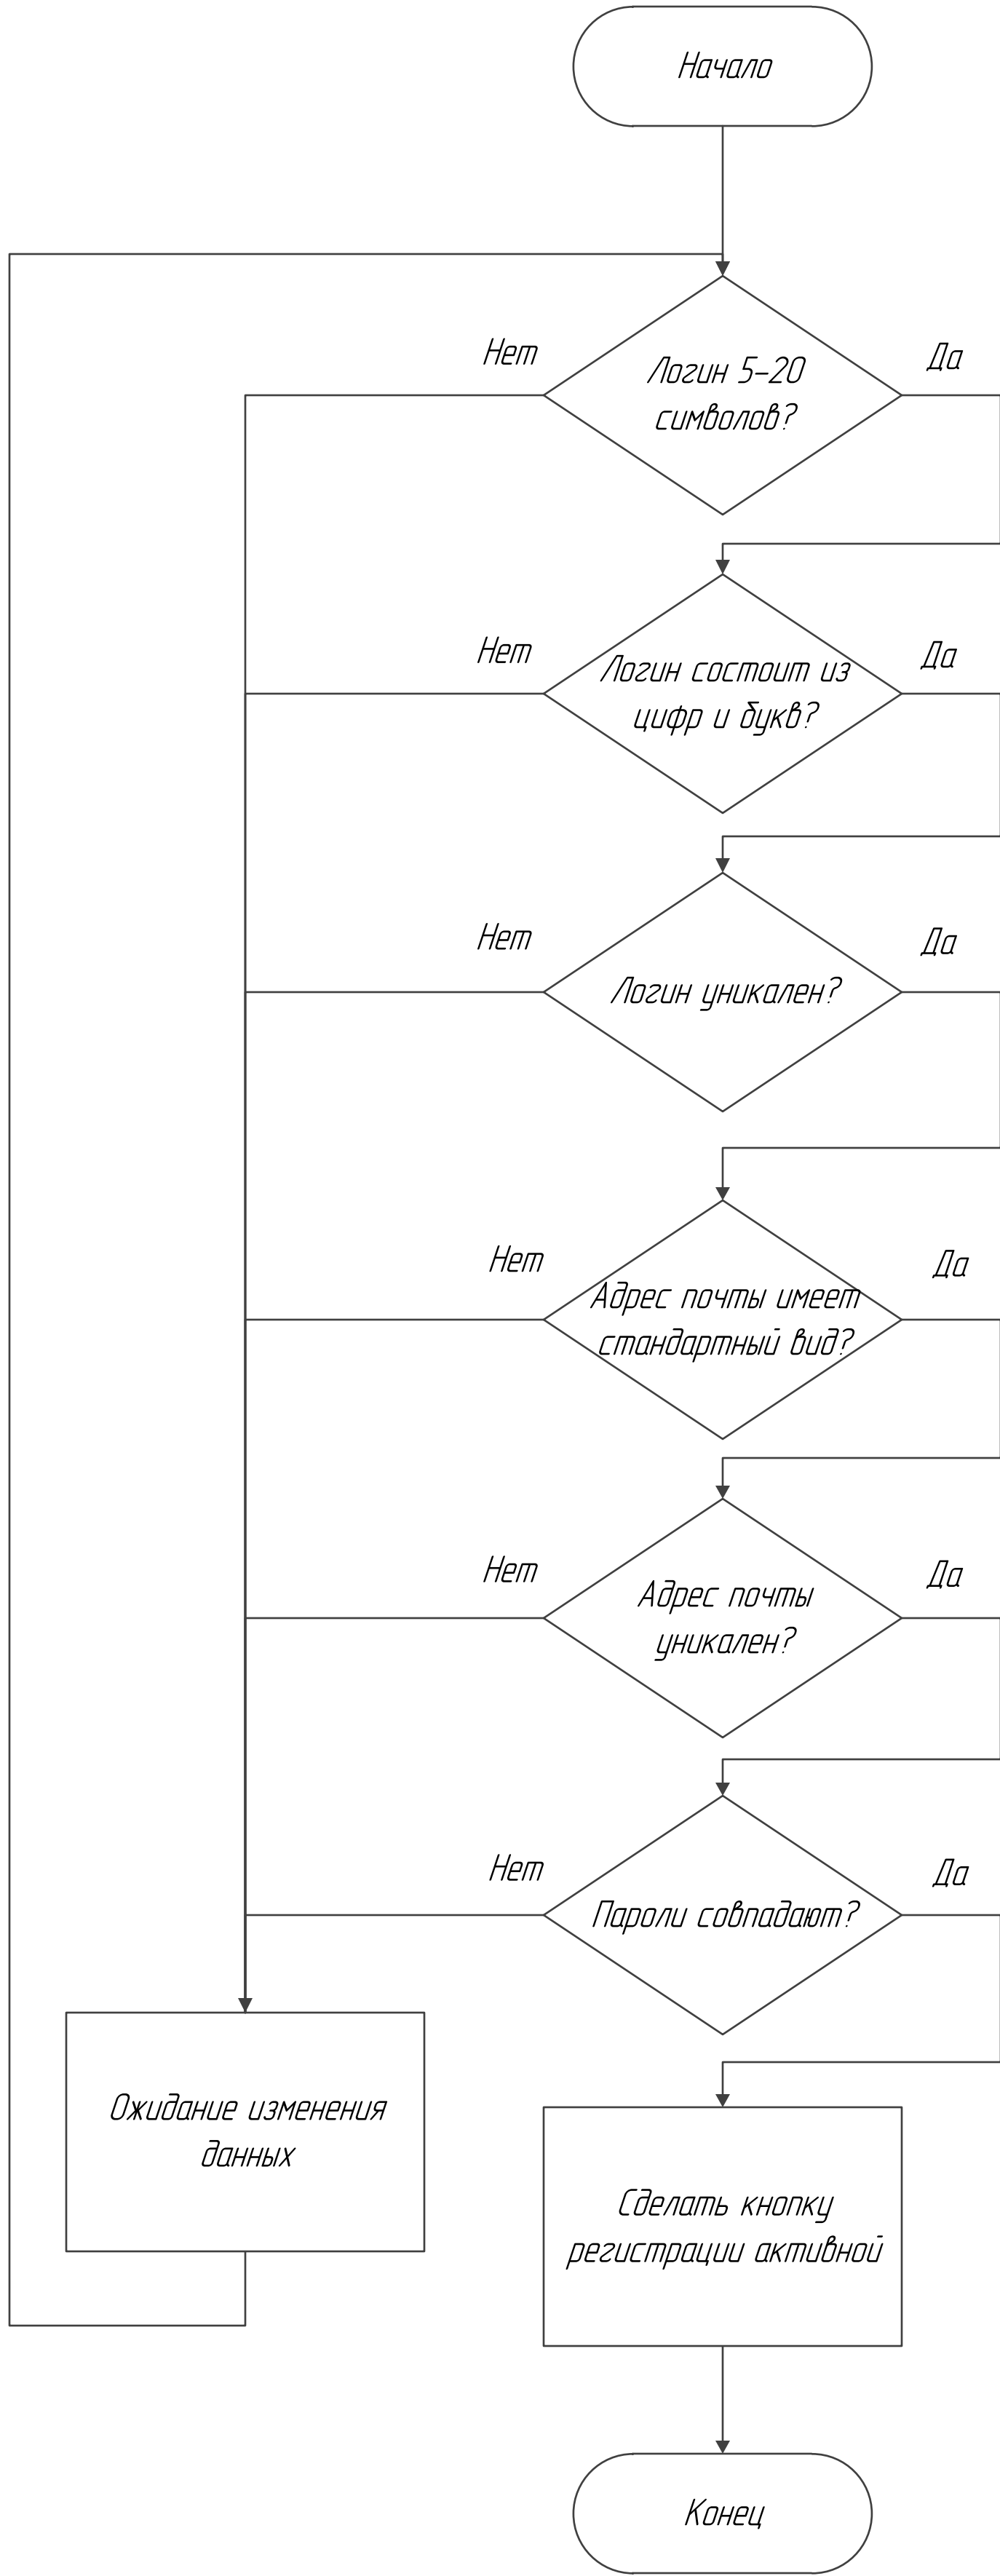 Начало
Нет
Да
Логин 5-20
символов?
Нет
Да
Логин состоит из
цифр и букв?
Нет
Да
Логин уникален?
Нет
Да
Адрес почты имеет
стандартный вид?
Нет
Да
Адрес почты
уникален?
Нет
Да
Пароли совпадают?
Ожидание изменения
данных
Сделать кнопку
регистрации активной
Конец